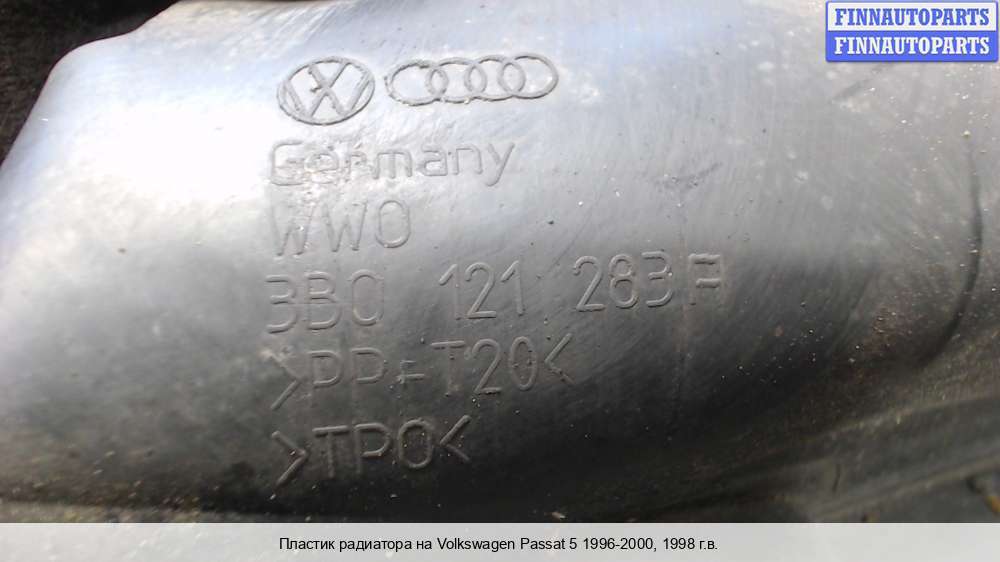 FINNAUTOPARTS
FINNAUTOPARTS
Germany
WWO
3B0 121 283
>PP-T20<
>TPO<
Пластик радиатора на Volkswagen Passat 5 1996-2000, 1998 г.в.